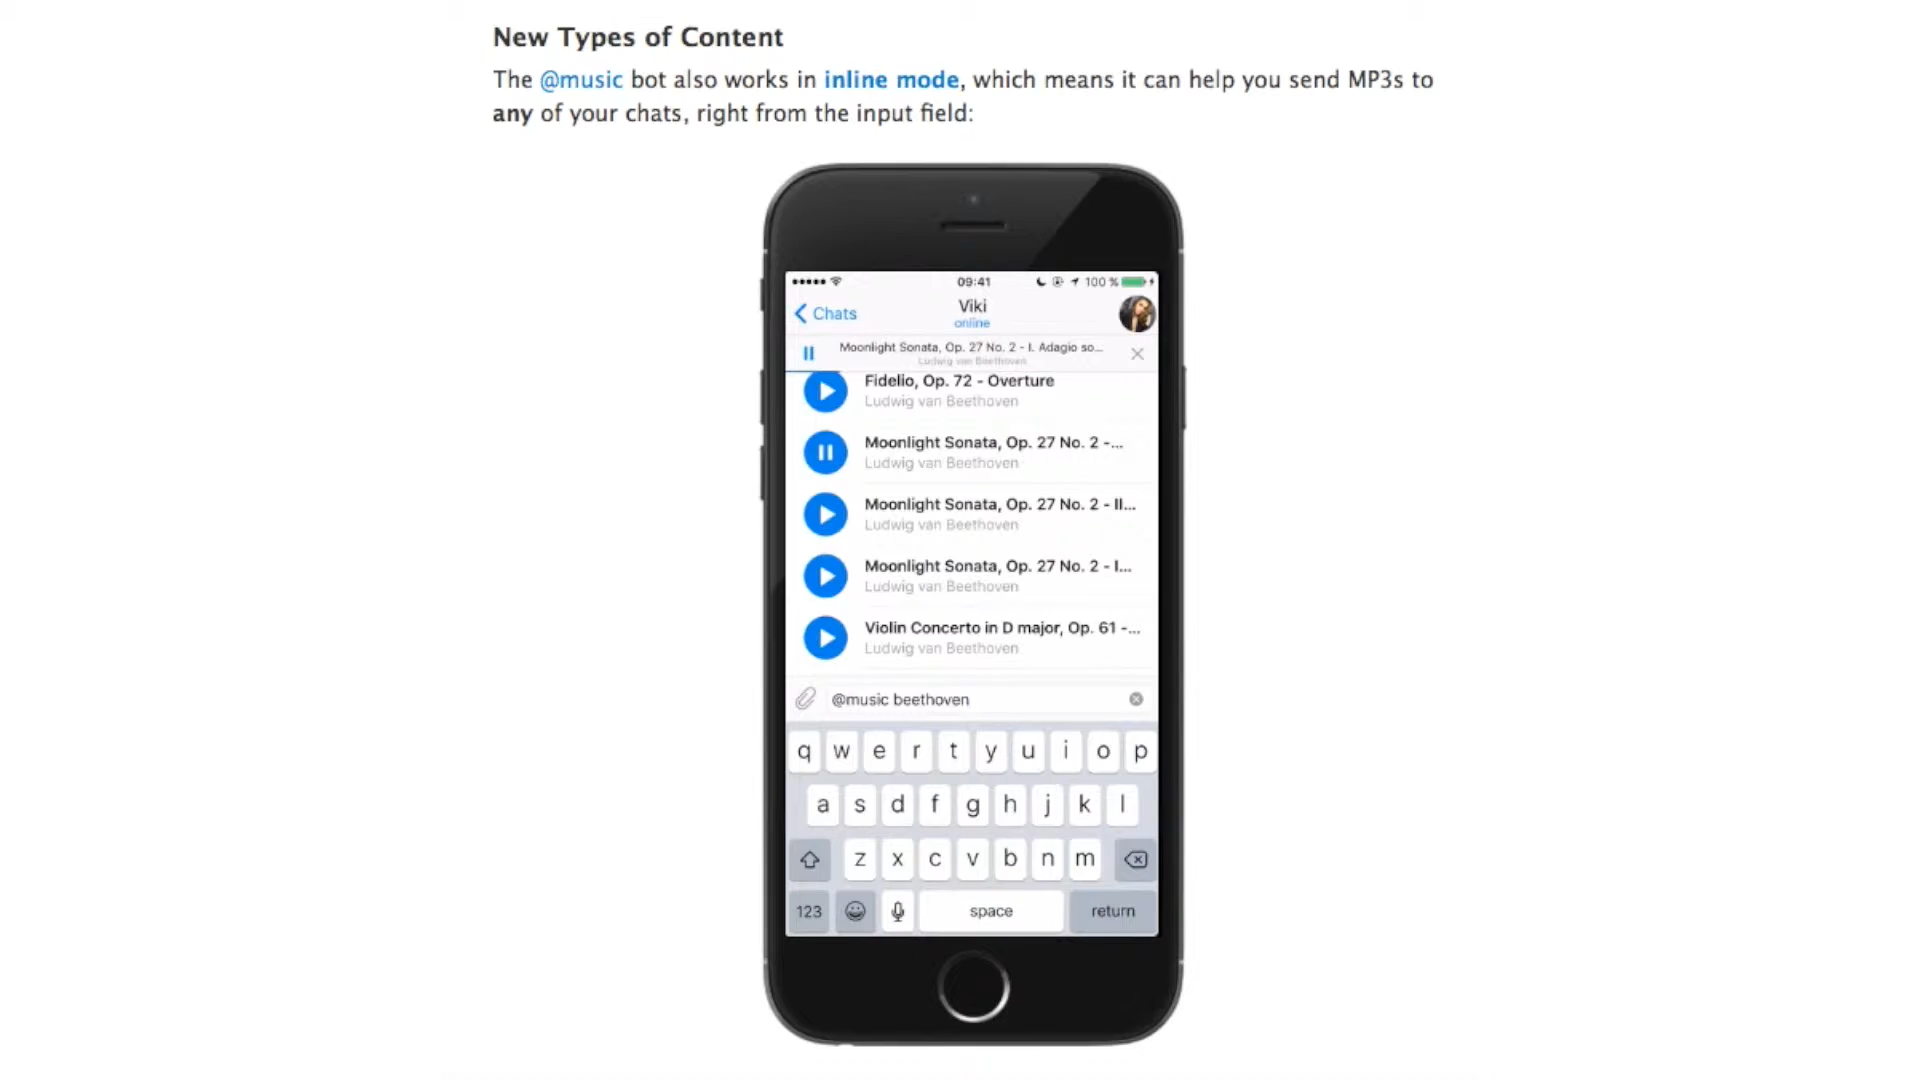 New Types of Content
The @music bot also works in inline mode, which means it can help you send MP3s to
any of your chats, right from the input field:
09:41
100 %
Chats
Viki
online
Moonlight Sonata, Op. 27 No. 2 - I. Adagio so...
Ludwig van Beethoven
Fidelio, Op. 72 - Overture
Ludwig van Beethoven
Moonlight Sonata, Op. 27 No. 2 -...
Ludwig van Beethoven
Moonlight Sonata, Op. 27 No. 2 - II...
Ludwig van Beethoven
Moonlight Sonata, Op. 27 No. 2 - I...
Ludwig van Beethoven
Violin Concerto in D major, Op. 61 -...
Ludwig van Beethoven
@music beethoven
q w e r t y u i o p
a s d f g h j k l
z x c v b n m
123 space return